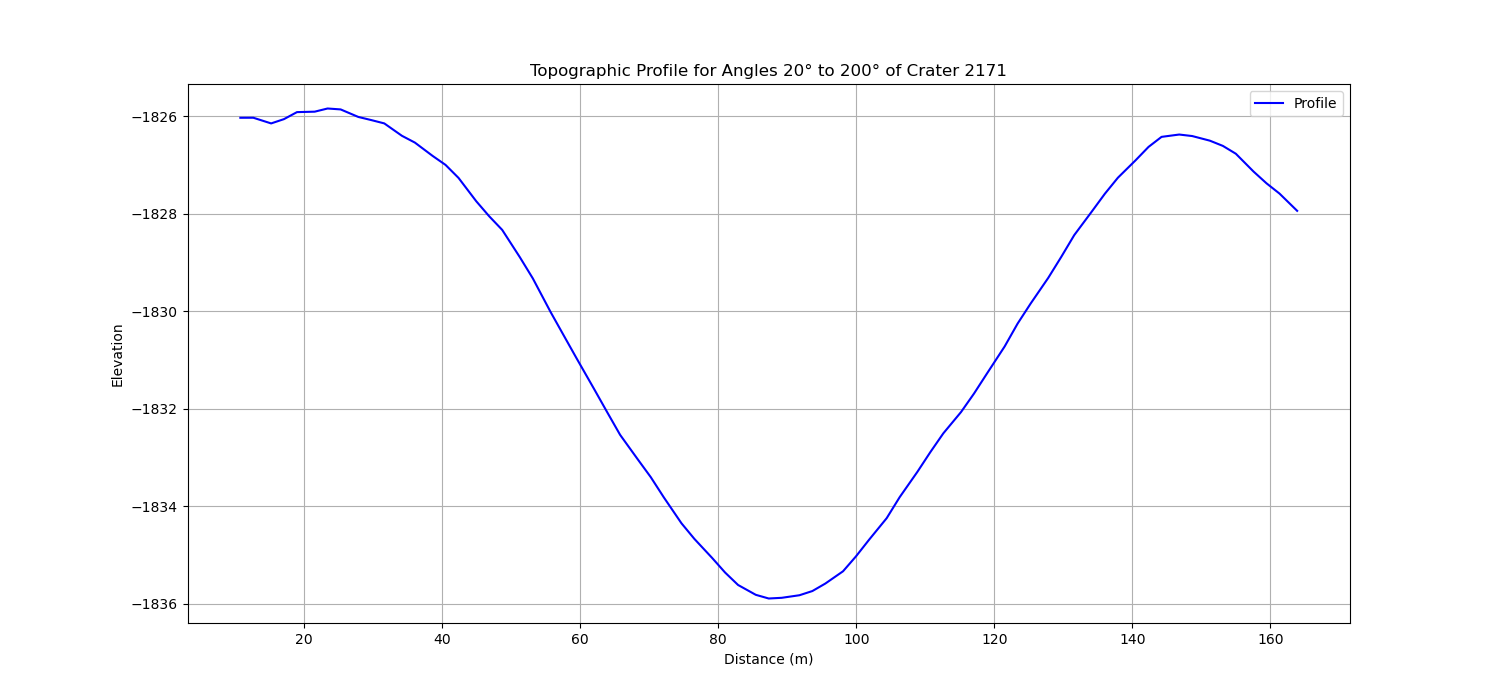 Topographic Profile for Angles 20° to 200° of Crater 2171
Profile
−1826
−1828
−1830
−1832
−1834
−1836
Elevation
20 40 60 80 100 120 140 160
Distance (m)